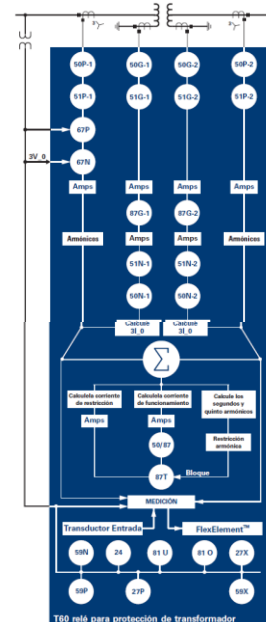 50P-1
50G-1
50G-2
50P-2
51P-1
51G-1
51G-2
51P-2
67P
3V_0
67N
Amps
Amps
Amps
Amps
87G-1
87G-2
Armónicos
Amps
Amps
Armónicos
51N-1
51N-2
50N-1
50N-2
Calcule
3I_0
Calcule
3I_0
Σ
Calculela corriente
de restricción
Calculela corriente
de funcionamiento
Calcule los
segundos y
quinto armónicos
Amps
Amps
50/87
Restricción
armónica
87T
Bloque
MEDICIÓN
Transductor Entrada
FlexElement™
59N
24
81 U
81 O
27X
59P
27P
59X
T60 relé para protección de transformador